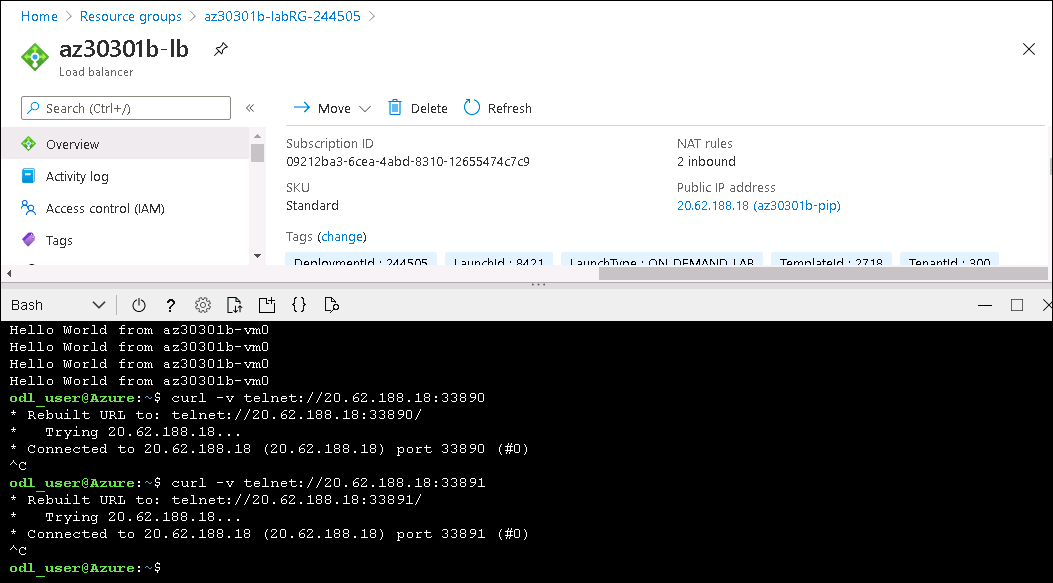 Home > Resource groups > az30301b-labRG-244505 >
az30301b-lb
Load balancer
Search (Ctrl+/)
«
Move
Delete
Refresh
Overview
Activity log
Access control (IAM)
Tags
Subscription ID
09212ba3-6cea-4abd-8310-12655474c7c9
SKU
Standard
NAT rules
2 inbound
Public IP address
20.62.188.18 (az30301b-pip)
Tags (change)
DeploymentId : 244505
LaunchId : 8421
LaunchType : ON_DEMAND_LAB
TemplateId : 2718
TenantId : 300
Bash
?
{}
Hello World from az30301b-vm0
Hello World from az30301b-vm0
Hello World from az30301b-vm0
Hello World from az30301b-vm0
odl_user@Azure:~$ curl -v telnet://20.62.188.18:33890
* Rebuilt URL to: telnet://20.62.188.18:33890/
*   Trying 20.62.188.18...
* Connected to 20.62.188.18 (20.62.188.18) port 33890 (#0)
^C
odl_user@Azure:~$ curl -v telnet://20.62.188.18:33891
* Rebuilt URL to: telnet://20.62.188.18:33891/
*   Trying 20.62.188.18...
* Connected to 20.62.188.18 (20.62.188.18) port 33891 (#0)
^C
odl_user@Azure:~$